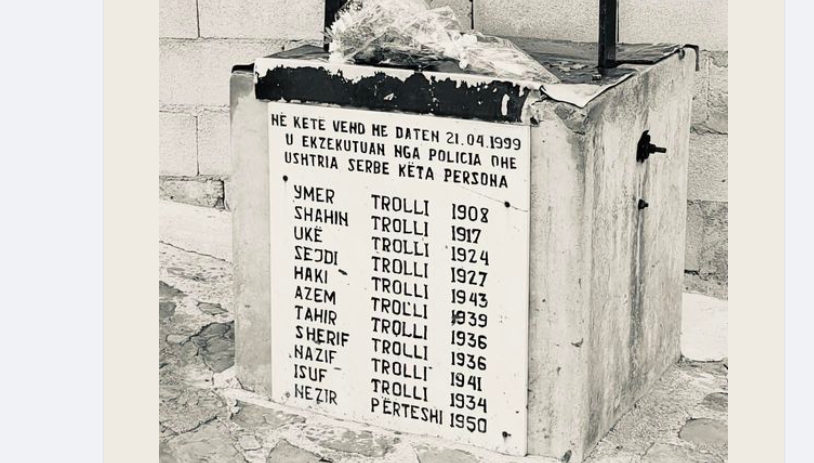 NË KETË VEND ME DATEN 21.04.1999
U EKZEKUTUAN NGA POLICIA DHE
USHTRIA SERBE KËTA PERSONA
YMER TROLLI 1908
SHAHIN TROLLI 1917
UKË TROLLI 1924
SEJDI TROLLI 1927
HAKI TROLLI 1943
AZEM TROLLI 1939
TAHIR TROLLI 1936
SHERIF TROLLI 1936
NAZIF TROLLI 1941
ISUF TROLLI 1934
NEZIR PËRTESHI 1950